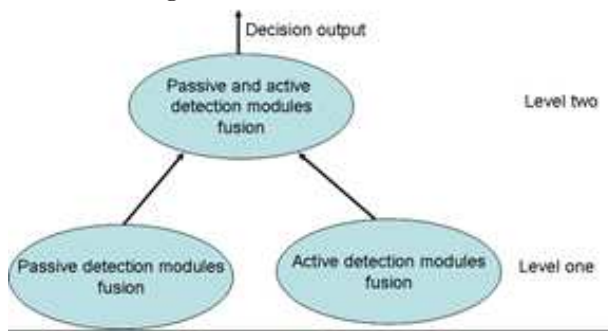 Decision output
Passive and active
detection modules
fusion
Level two
Passive detection modules
fusion
Active detection modules
fusion
Level one